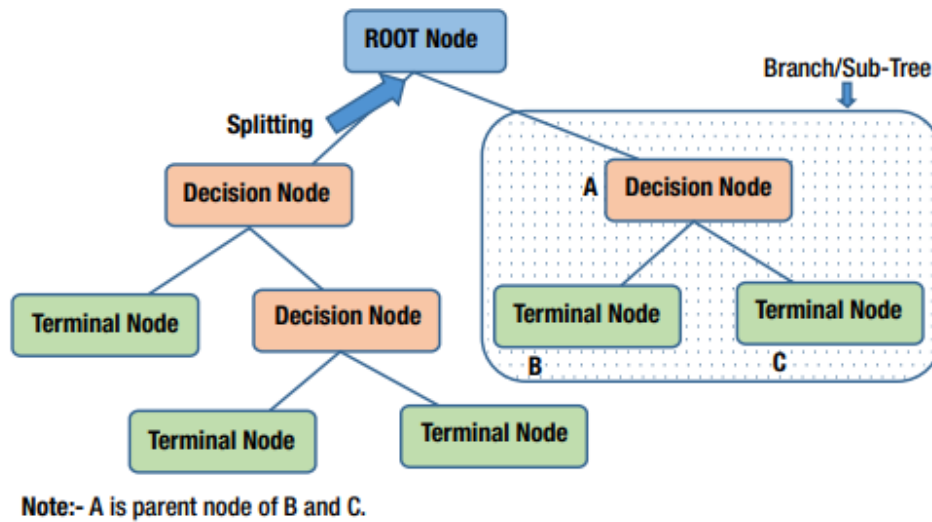 ROOT Node
Branch/Sub-Tree
Splitting
Decision Node
A
Decision Node
Terminal Node
Decision Node
Terminal Node
Terminal Node
B
C
Terminal Node
Terminal Node
Note:- A is parent node of B and C.